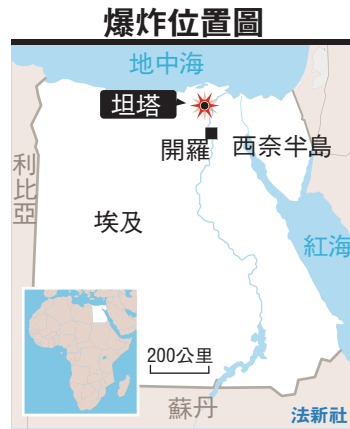 爆炸位置圖
地中海
坦塔
開羅
西奈半島
利比亞
埃及
紅海
200公里
蘇丹
法新社